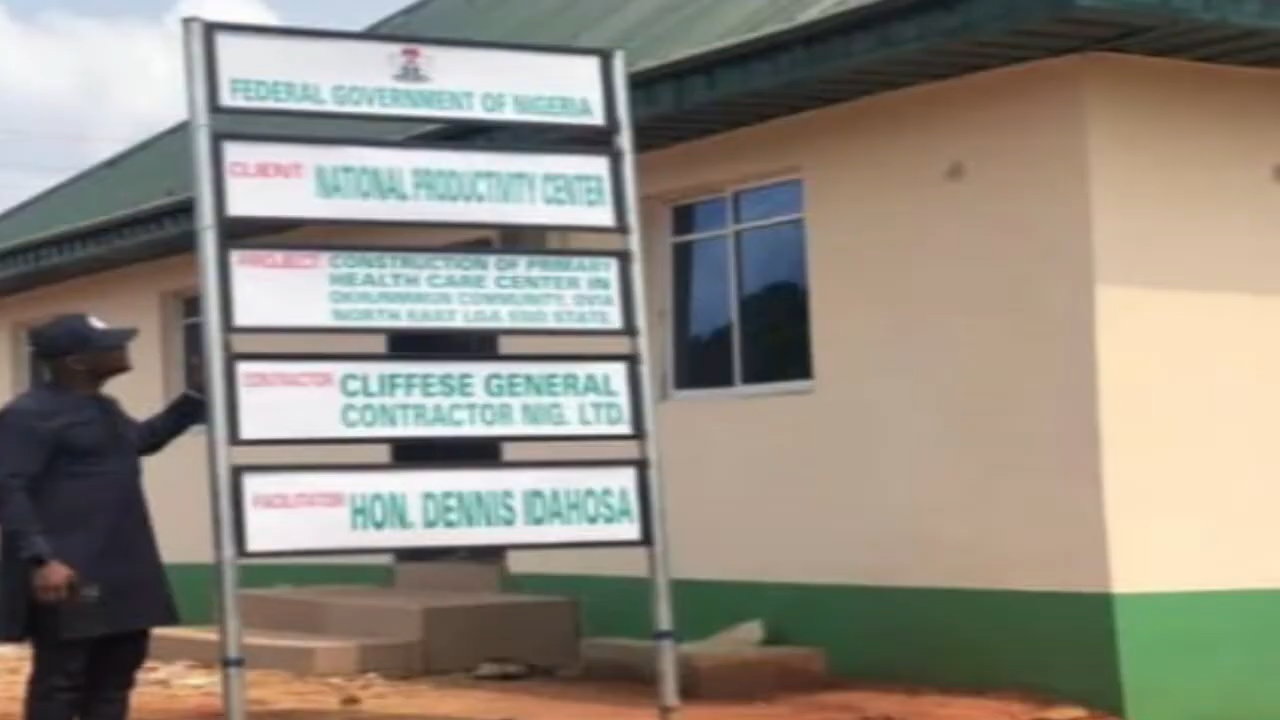 FEDERAL GOVERNMENT OF NIGERIA
CLIENT: NATIONAL PRODUCTIVITY CENTER
PROJECT: CONSTRUCTION OF PRIMARY
HEALTH CARE CENTER IN
COMMUNITY, OVIA
NORTH EAST LGA EDO STATE.
CONTRACTOR CLIFFESE GENERAL
CONTRACTOR NIG. LTD.
FACILITATOR HON. DENNIS IDAHOSA